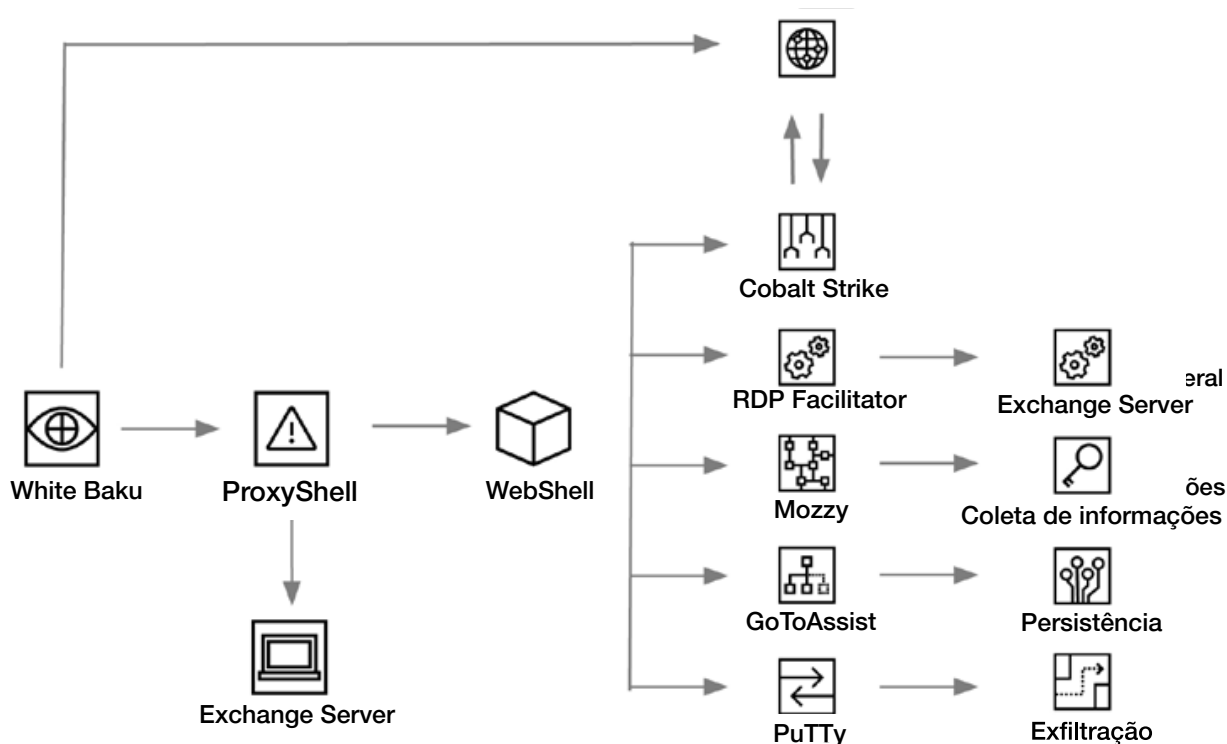 Cobalt Strike
RDP Facilitator
eral
Exchange Server
White Baku
ProxyShell
WebShell
Mozzy
ões
Coleta de informações
GoToAssist
Persistência
Exchange Server
PuTTy
Exfiltração